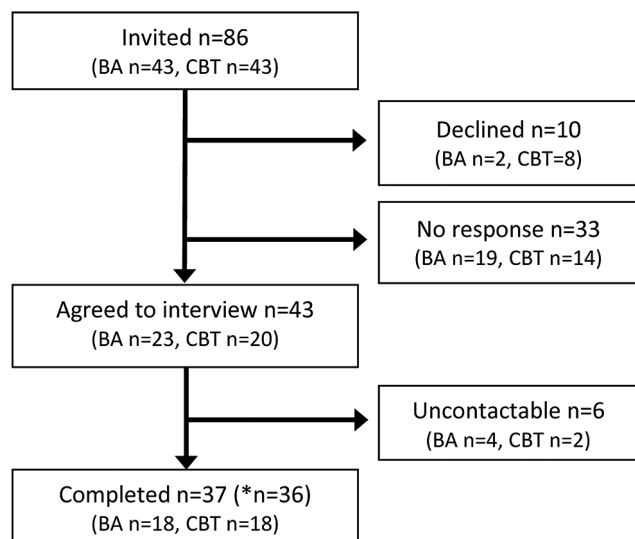 Invited n=86
(BA n=43, CBT n=43)
Declined n=10
(BA n=2, CBT=8)
No response n=33
(BA n=19, CBT n=14)
Agreed to interview n=43
(BA n=23, CBT n=20)
Uncontactable n=6
(BA n=4, CBT n=2)
Completed n=37 (*n=36)
(BA n=18, CBT n=18)